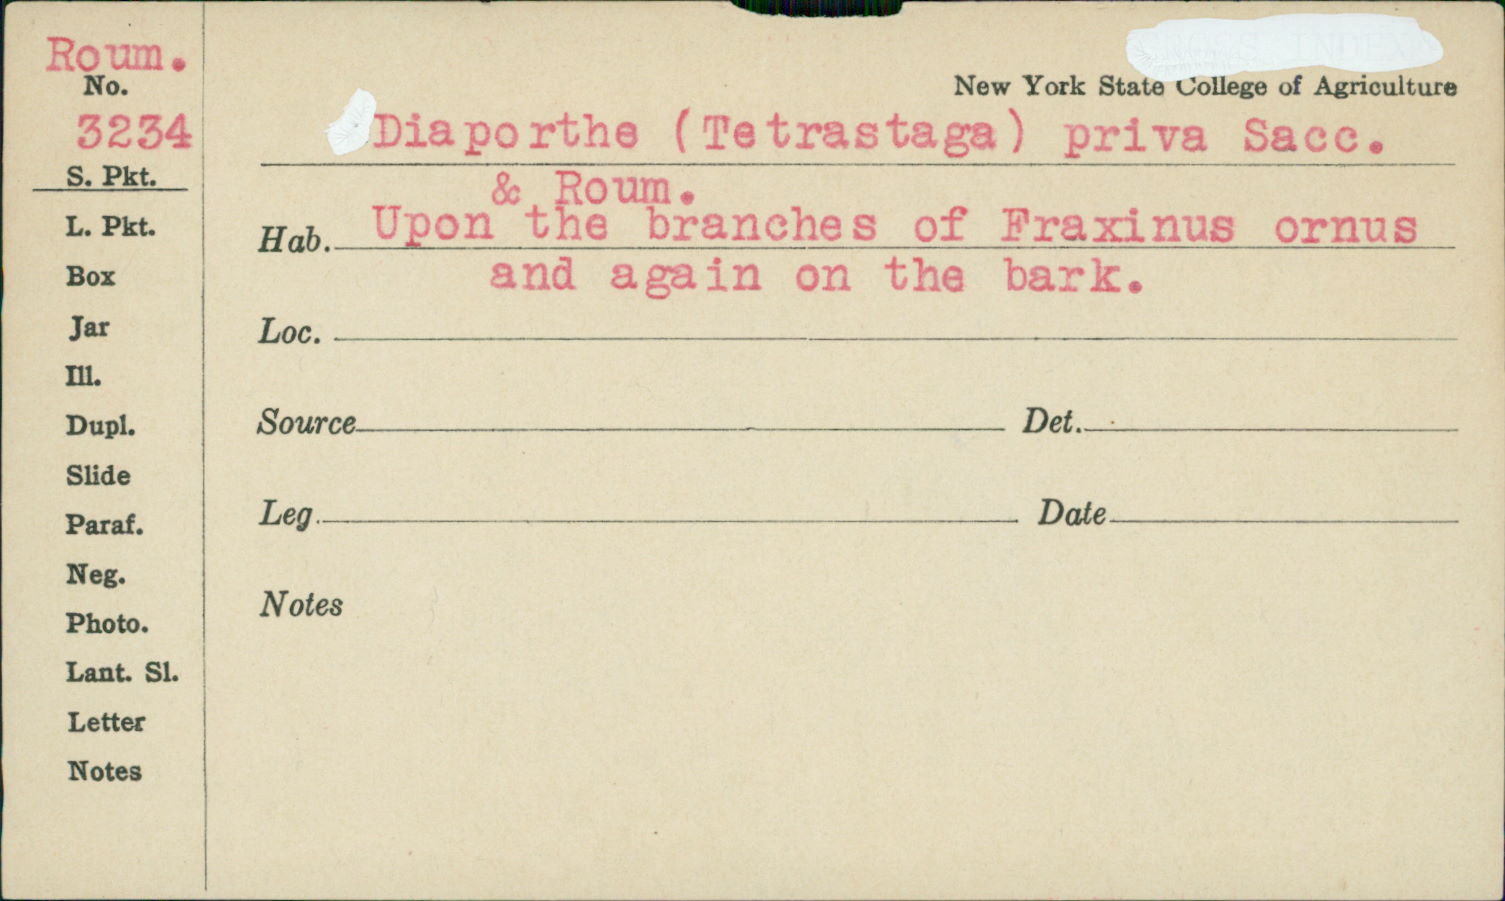 Roum.
No.
3234
S. Pkt.
L. Pkt.
Box
Jar
Ill.
Dupl.
Slide
Paraf.
Neg.
Photo.
Lant. Sl.
Letter
Notes
New York State College of Agriculture
Diaporthe (Tetrastaga) priva Sacc.
& Roum.
Hab. Upon the branches of Fraxinus ornus
and again on the bark.
Loc.
Source Det.
Leg. Date
Notes